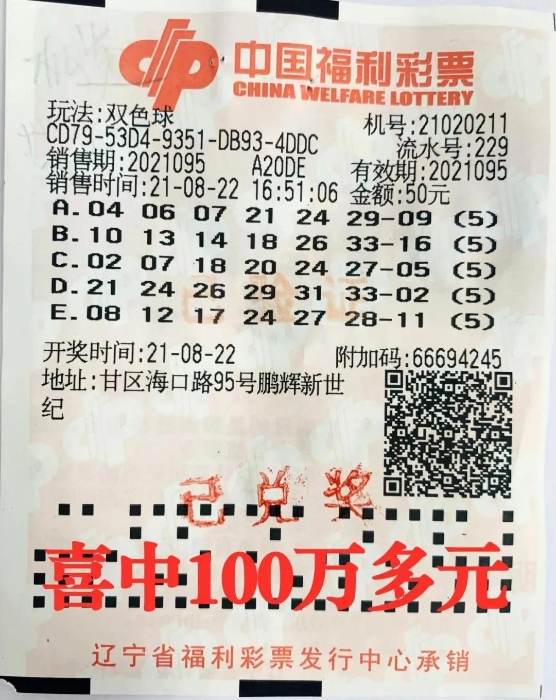 中国福利彩票
CHINA WELFARE LOTTERY
玩法:双色球 机号:21020211
CD79-53D4-9351-DB93-4DDC 流水号:229
销售期:2021095 A20DE 有效期:2021095
销售时间:21-08-22 16:51:06 金额:50元
A.04 06 07 21 24 29-09 (5)
B.10 13 14 18 26 33-16 (5)
C.02 07 18 20 24 27-05 (5)
D.21 24 26 29 31 33-02 (5)
E.08 12 17 24 27 28-11 (5)
开奖时间:21-08-22 附加码:66694245
地址:甘区海口路95号鹏辉新世
纪
已兑奖
喜中100万多元
辽宁省福利彩票发行中心承销